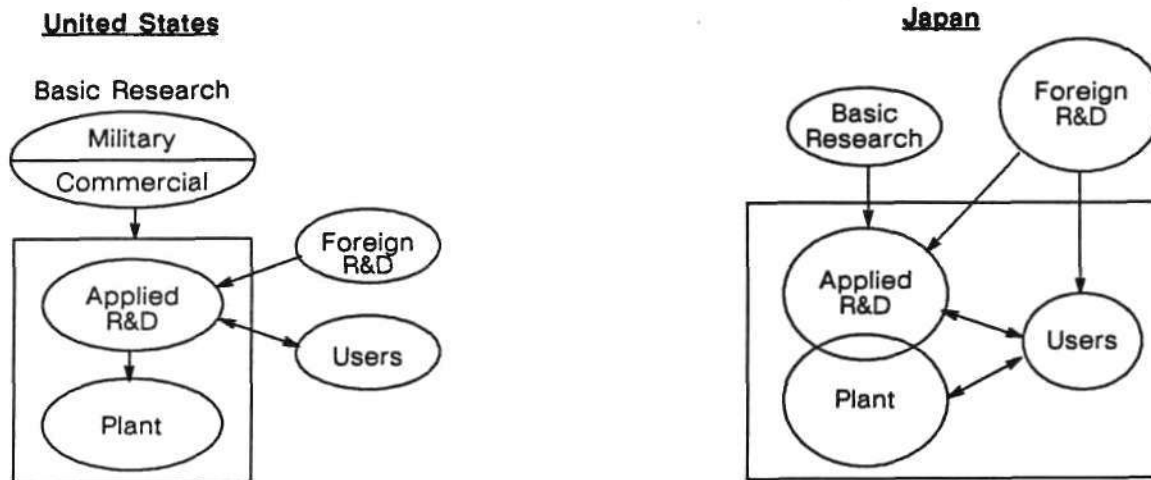 United States
Basic Research
Military
Commercial
Foreign
R&D
Applied
R&D
Users
Plant
Japan
Foreign
R&D
Basic
Research
Applied
R&D
Users
Plant